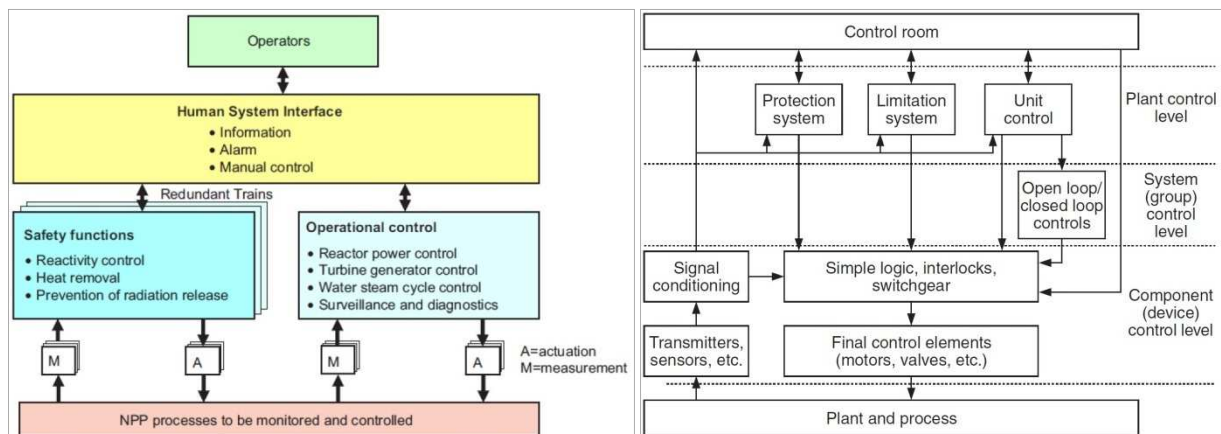 Operators
Human System Interface
• Information
• Alarm
• Manual control
Redundant Trains
Safety functions
• Reactivity control
• Heat removal
• Prevention of radiation release
Operational control
• Reactor power control
• Turbine generator control
• Water steam cycle control
• Surveillance and diagnostics
M
A
M
A
A=actuation
M=measurement
NPP processes to be monitored and controlled
Control room
Protection
system
Limitation
system
Unit
control
Plant control
level
Open loop/
closed loop
controls
System
(group)
control
level
Signal
conditioning
Simple logic, interlocks,
switchgear
Component
(device)
control level
Transmitters,
sensors, etc.
Final control elements
(motors, valves, etc.)
Plant and process